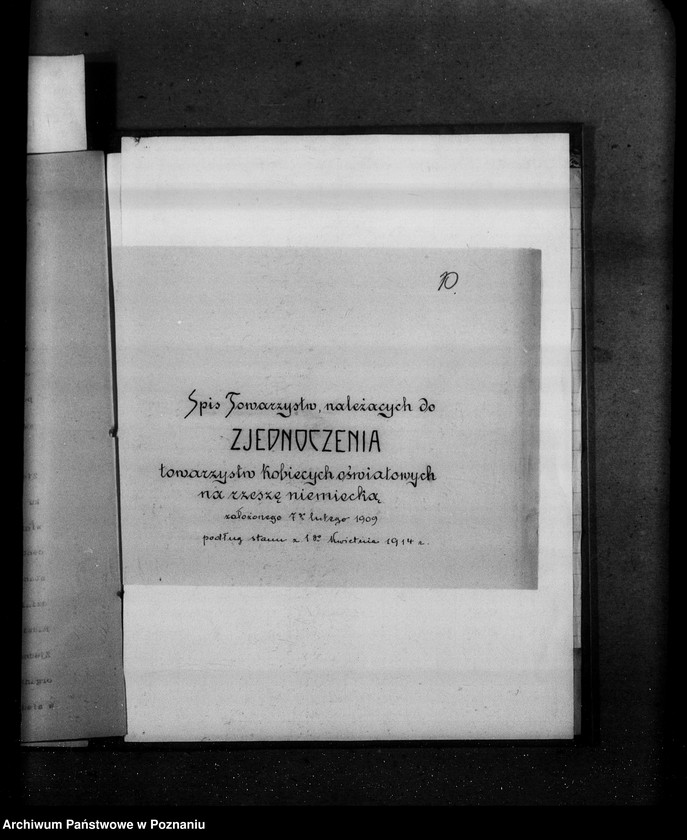 10.
Spis Towarzystw, należących do
ZJEDNOCZENIA
towarzystw kobiecych oświatowych
na rzeszę niemiecką
założonego 7go lutego 1909
podług stanu z 1go kwietnia 1914 r.
Archiwum Państwowe w Poznaniu